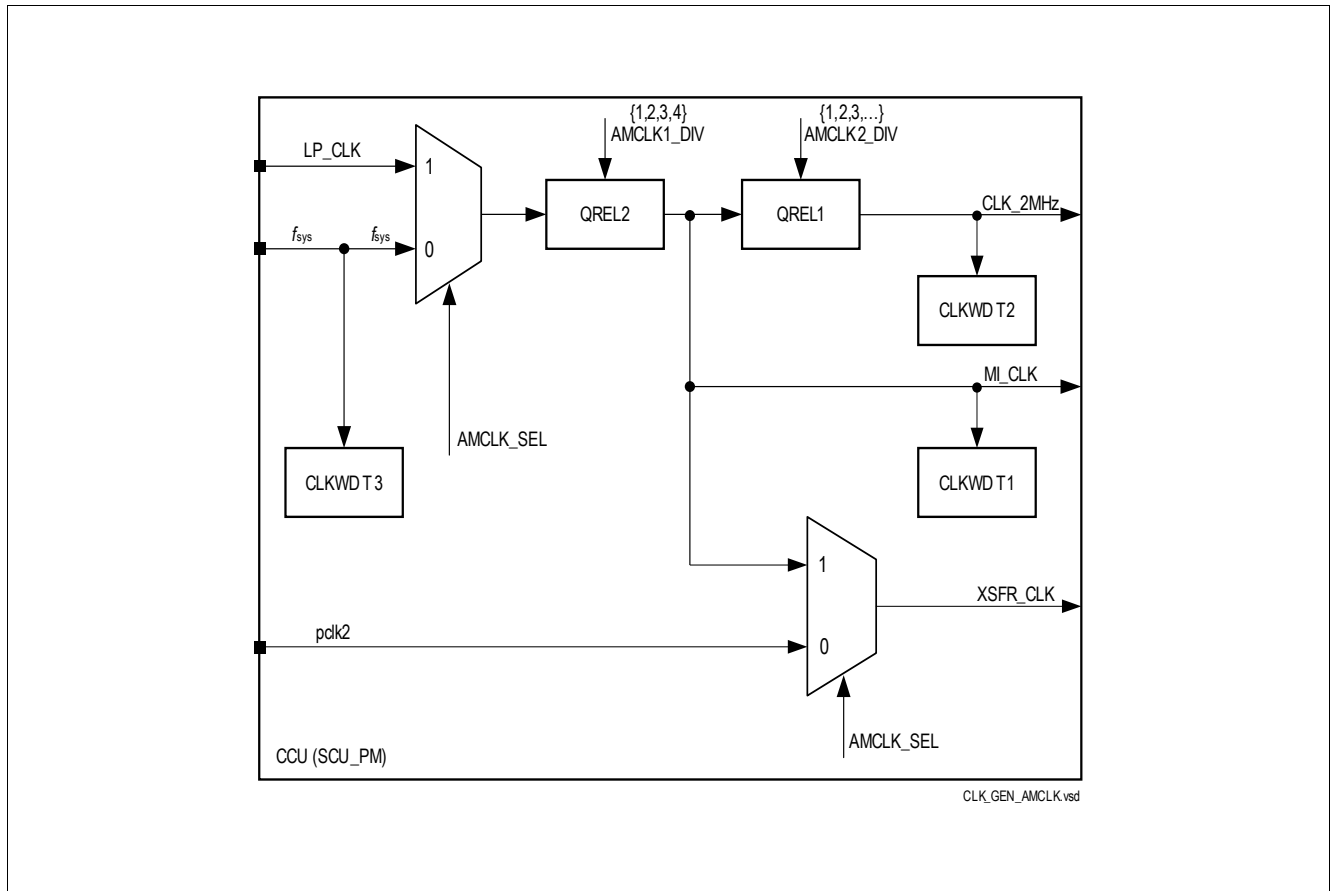 {1,2,3,4}
AMCLK1_DIV
{1,2,3,...}
AMCLK2_DIV
LP_CLK
1
QREL2
QREL1
CLK_2MHz
fsys
fsys
0
CLKWDT2
MI_CLK
AMCLK_SEL
CLKWDT3
CLKWDT1
1
XSFR_CLK
pclk2
0
AMCLK_SEL
CCU (SCU_PM)
CLK_GEN_AMCLK.vsd